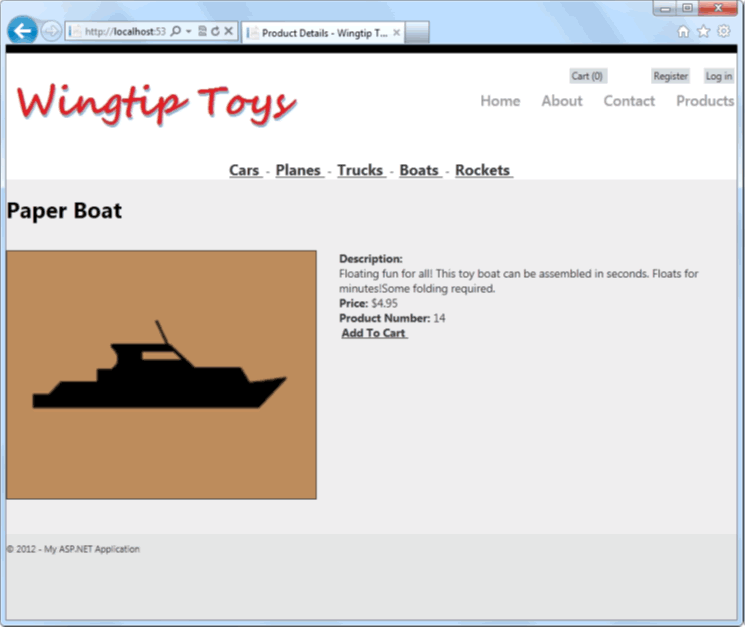 http://localhost:53
Product Details - Wingtip T...
Cart (0) Register Log in
Wingtip Toys
Home About Contact Products
Cars - Planes - Trucks - Boats - Rockets
Paper Boat
Description:
Floating fun for all! This toy boat can be assembled in seconds. Floats for
minutes!Some folding required.
Price: $4.95
Product Number: 14
Add To Cart
© 2012 - My ASP.NET Application